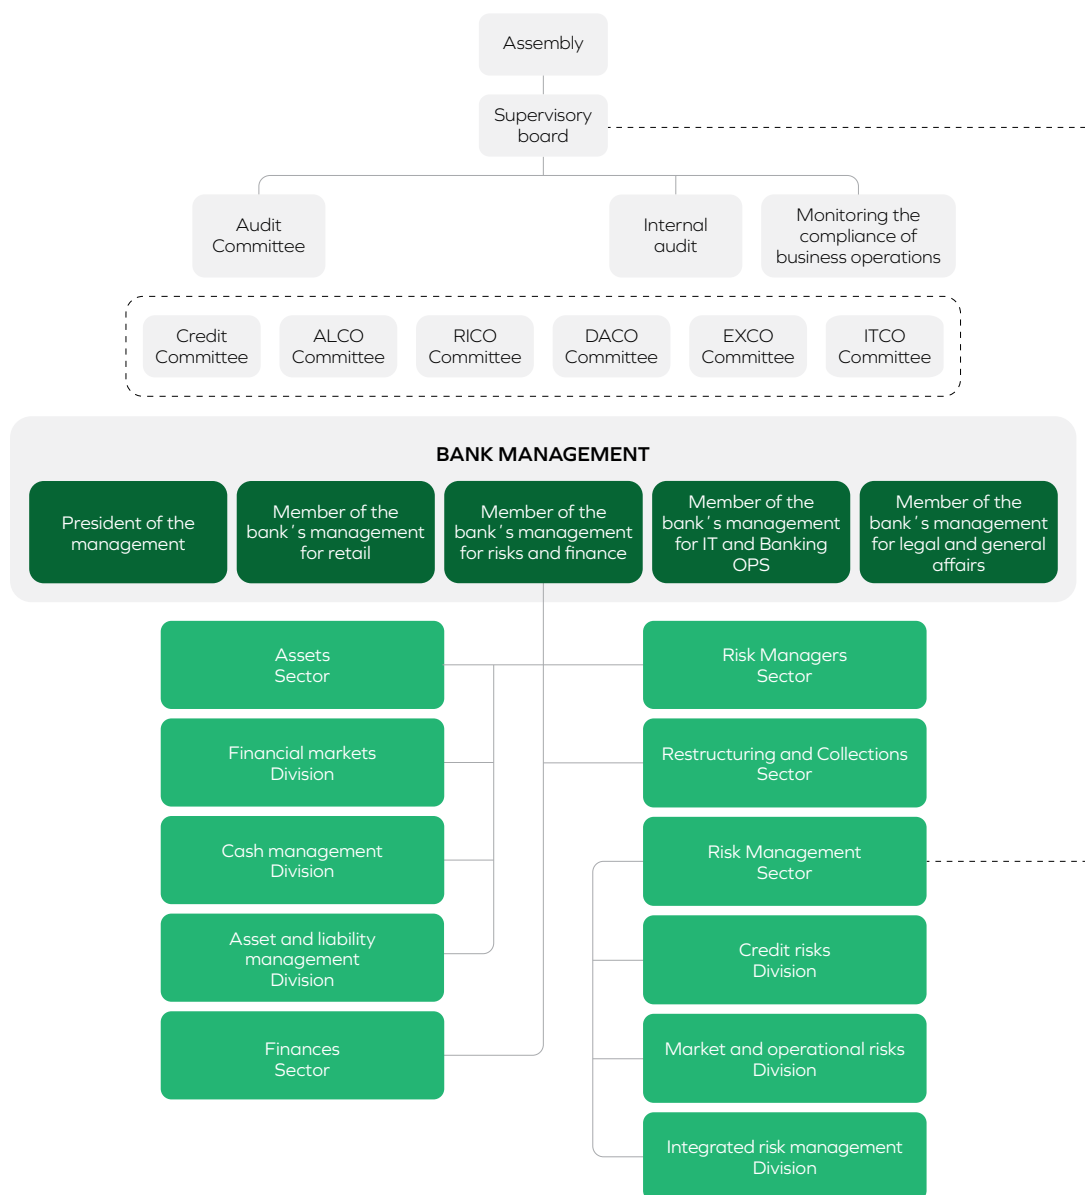 Assembly
Supervisory
board
Audit
Committee
Internal
audit
Monitoring the
compliance of
business operations
Credit
Committee
ALCO
Committee
RICO
Committee
DACO
Committee
EXCO
Committee
ITCO
Committee
BANK MANAGEMENT
President of the
management
Member of the
bank´s management
for retail
Member of the
bank´s management
for risks and finance
Member of the
bank´s management
for IT and Banking
OPS
Member of the
bank´s management
for legal and general
affairs
Assets
Sector
Risk Managers
Sector
Financial markets
Division
Restructuring and Collections
Sector
Cash management
Division
Risk Management
Sector
Asset and liability
management
Division
Credit risks
Division
Finances
Sector
Market and operational risks
Division
Integrated risk management
Division